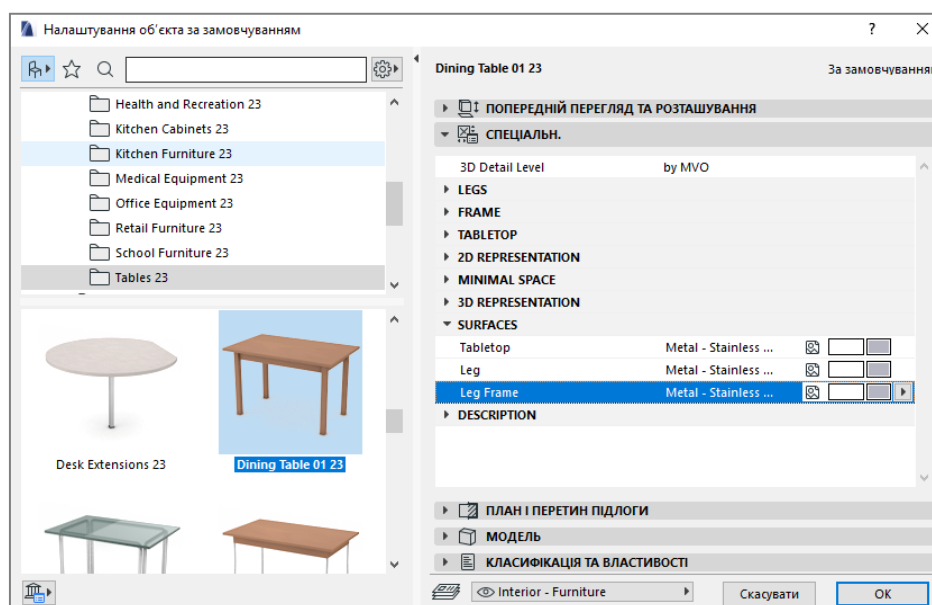 Налаштування об'єкта за замовчуванням
?
Health and Recreation 23
Kitchen Cabinets 23
Kitchen Furniture 23
Medical Equipment 23
Office Equipment 23
Retail Furniture 23
School Furniture 23
Tables 23
Desk Extensions 23
Dining Table 01 23
Dining Table 01 23
За замовчуванням
ПОПЕРЕДНІЙ ПЕРЕГЛЯД ТА РОЗТАШУВАННЯ
СПЕЦІАЛЬН.
3D Detail Level by MVO
LEGS
FRAME
TABLETOP
2D REPRESENTATION
MINIMAL SPACE
3D REPRESENTATION
SURFACES
Tabletop Metal - Stainless ...
Leg Metal - Stainless ...
Leg Frame Metal - Stainless ...
DESCRIPTION
ПЛАН І ПЕРЕТИН ПІДЛОГИ
МОДЕЛЬ
КЛАСИФІКАЦІЯ ТА ВЛАСТИВОСТІ
Interior - Furniture
Скасувати
OK